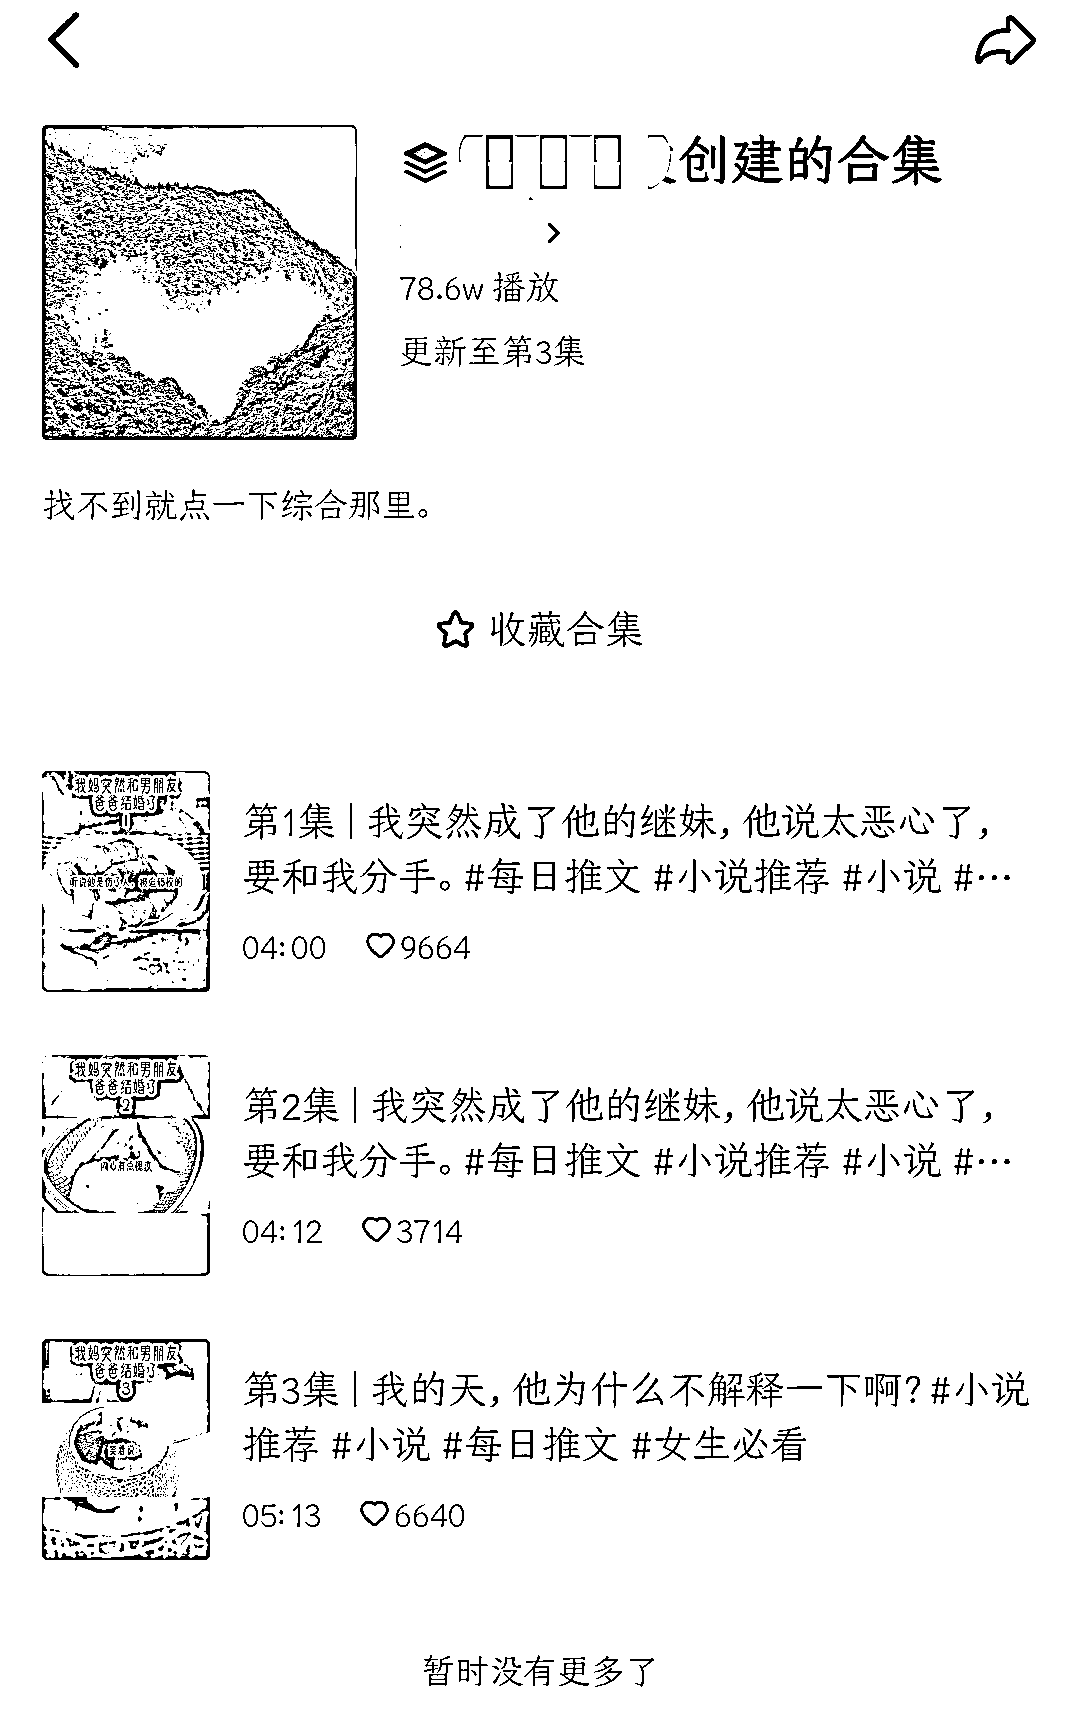 创建的合集
78.6w 播放
更新至第3集
找不到就点一下综合那里。
收藏合集
我妈突然和男朋友
爸爸结婚了
1
第1集 | 我突然成了他的继妹, 他说太恶心了,
要和我分手。#每日推文 #小说推荐 #小说 #…
04:00 9664
我妈突然和男朋友
爸爸结婚了
2
第2集 | 我突然成了他的继妹, 他说太恶心了,
要和我分手。#每日推文 #小说推荐 #小说 #…
04:12 3714
我妈突然和男朋友
爸爸结婚了
3
第3集 | 我的天, 他为什么不解释一下啊? #小说
推荐 #小说 #每日推文 #女生必看
05:13 6640
暂时没有更多了